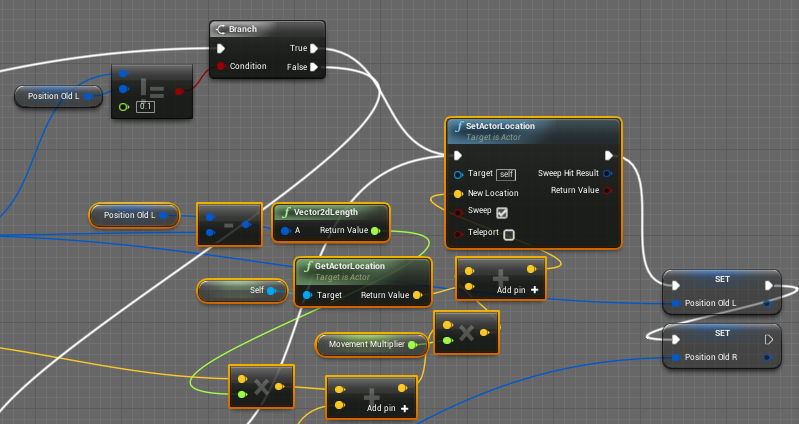 Branch
True
Condition
False
Position Old L
!=
0.1
SetActorLocation
Target is Actor
Target self
Sweep Hit Result
New Location
Return Value
Sweep
Teleport
Position Old L
-
Vector2dLength
A
Return Value
GetActorLocation
Target is Actor
Self
Target
Return Value
+
Add pin +
Movement Multiplier
×
SET
Position Old L
SET
Position Old R
×
+
Add pin +